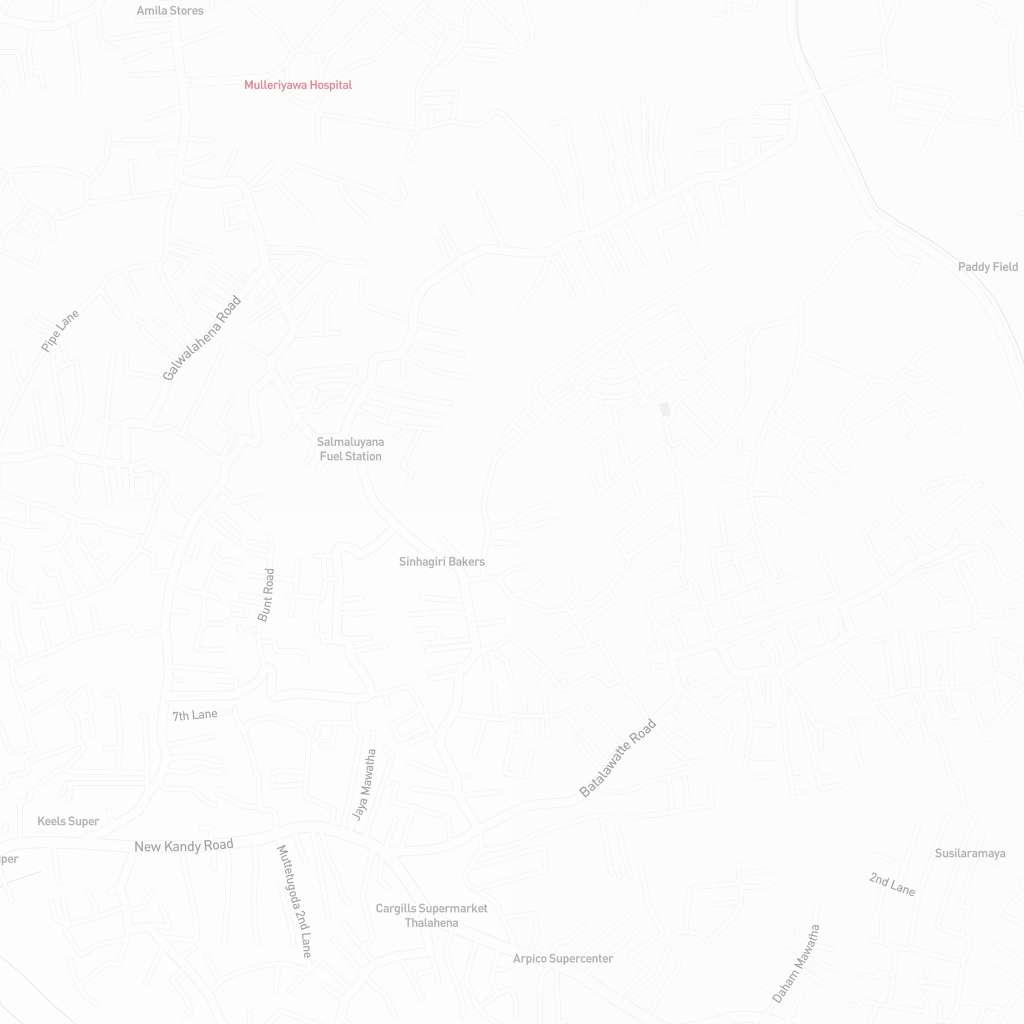 Amila Stores
Mulleriyawa Hospital
Paddy Field
Pipe Lane
Galwalahena Road
Salmaluyana
Fuel Station
Sinhagiri Bakers
Bunt Road
7th Lane
Batalawatte Road
Jaya Mawatha
Keels Super
New Kandy Road
Susilaramaya
Muttetugoda 2nd Lane
2nd Lane
Cargills Supermarket
Thalahena
Daham Mawatha
Arpico Supercenter